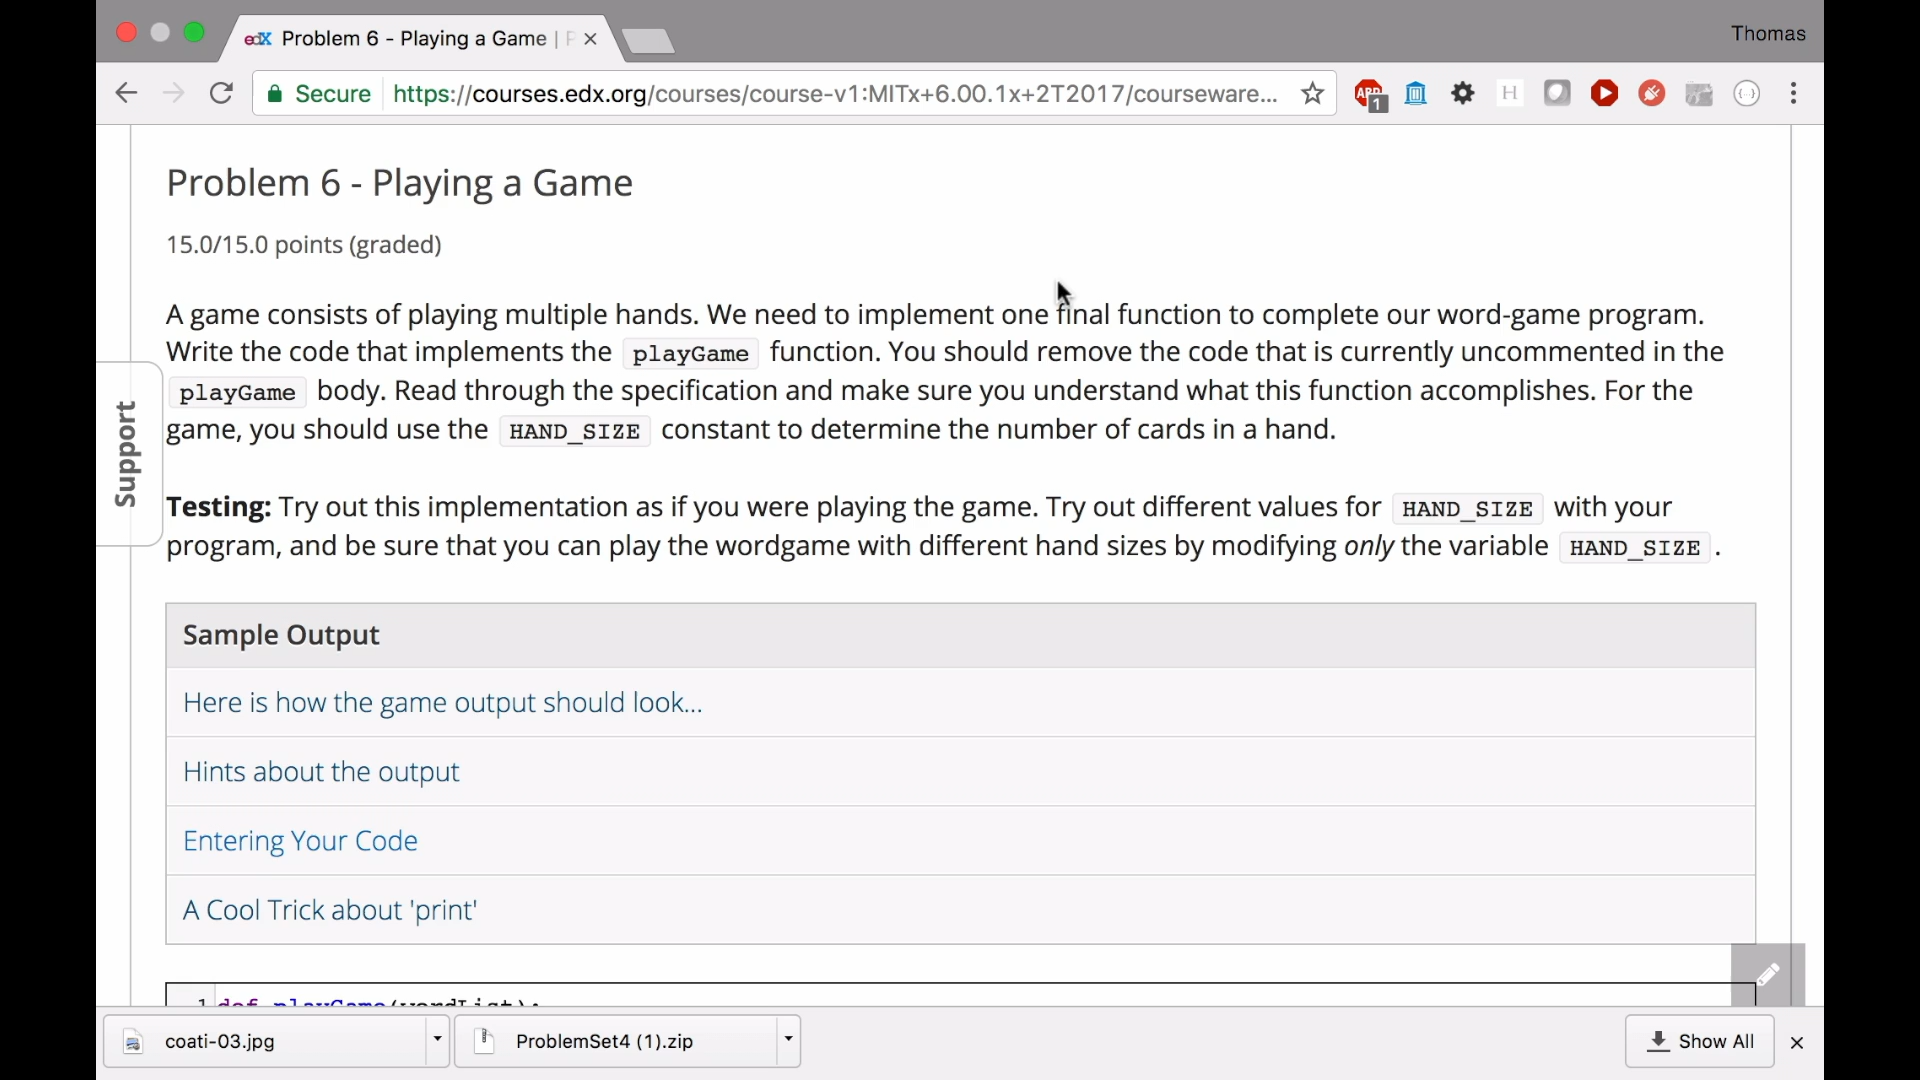 edX Problem 6 - Playing a Game | P
Thomas
Secure https://courses.edx.org/courses/course-v1:MITx+6.00.1x+2T2017/courseware...
ABP 1
H
Problem 6 - Playing a Game
15.0/15.0 points (graded)
A game consists of playing multiple hands. We need to implement one final function to complete our word-game program.
Write the code that implements the playGame function. You should remove the code that is currently uncommented in the
playGame body. Read through the specification and make sure you understand what this function accomplishes. For the
game, you should use the HAND_SIZE constant to determine the number of cards in a hand.
Support
Testing: Try out this implementation as if you were playing the game. Try out different values for HAND_SIZE with your
program, and be sure that you can play the wordgame with different hand sizes by modifying only the variable HAND_SIZE .
Sample Output
Here is how the game output should look...
Hints about the output
Entering Your Code
A Cool Trick about 'print'
1 def playGame(wordList):
coati-03.jpg
ProblemSet4 (1).zip
Show All